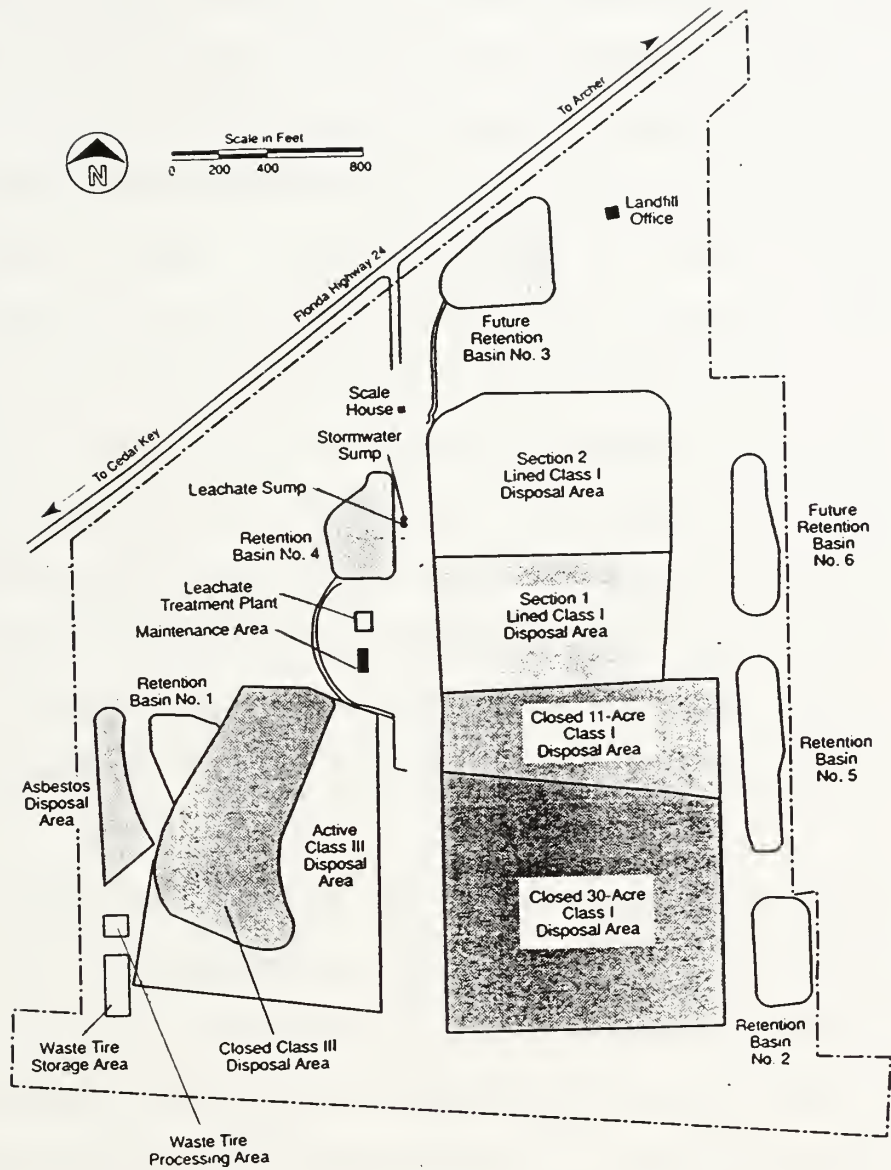 To Archer
Scale in Feet
0 200 400 800
N
Landfill
Office
Florida Highway 24
Future
Retention
Basin No. 3
Scale
House
Stormwater
Sump
To Cedar Key
Section 2
Lined Class I
Disposal Area
Leachate Sump
Retention
Basin No. 4
Future
Retention
Basin
No. 6
Leachate
Treatment Plant
Section 1
Lined Class I
Disposal Area
Maintenance Area
Retention
Basin No. 1
Closed 11-Acre
Class I
Disposal Area
Retention
Basin
No. 5
Asbestos
Disposal
Area
Active
Class III
Disposal
Area
Closed 30-Acre
Class I
Disposal Area
Waste Tire
Storage Area
Closed Class III
Disposal Area
Retention
Basin
No. 2
Waste Tire
Processing Area